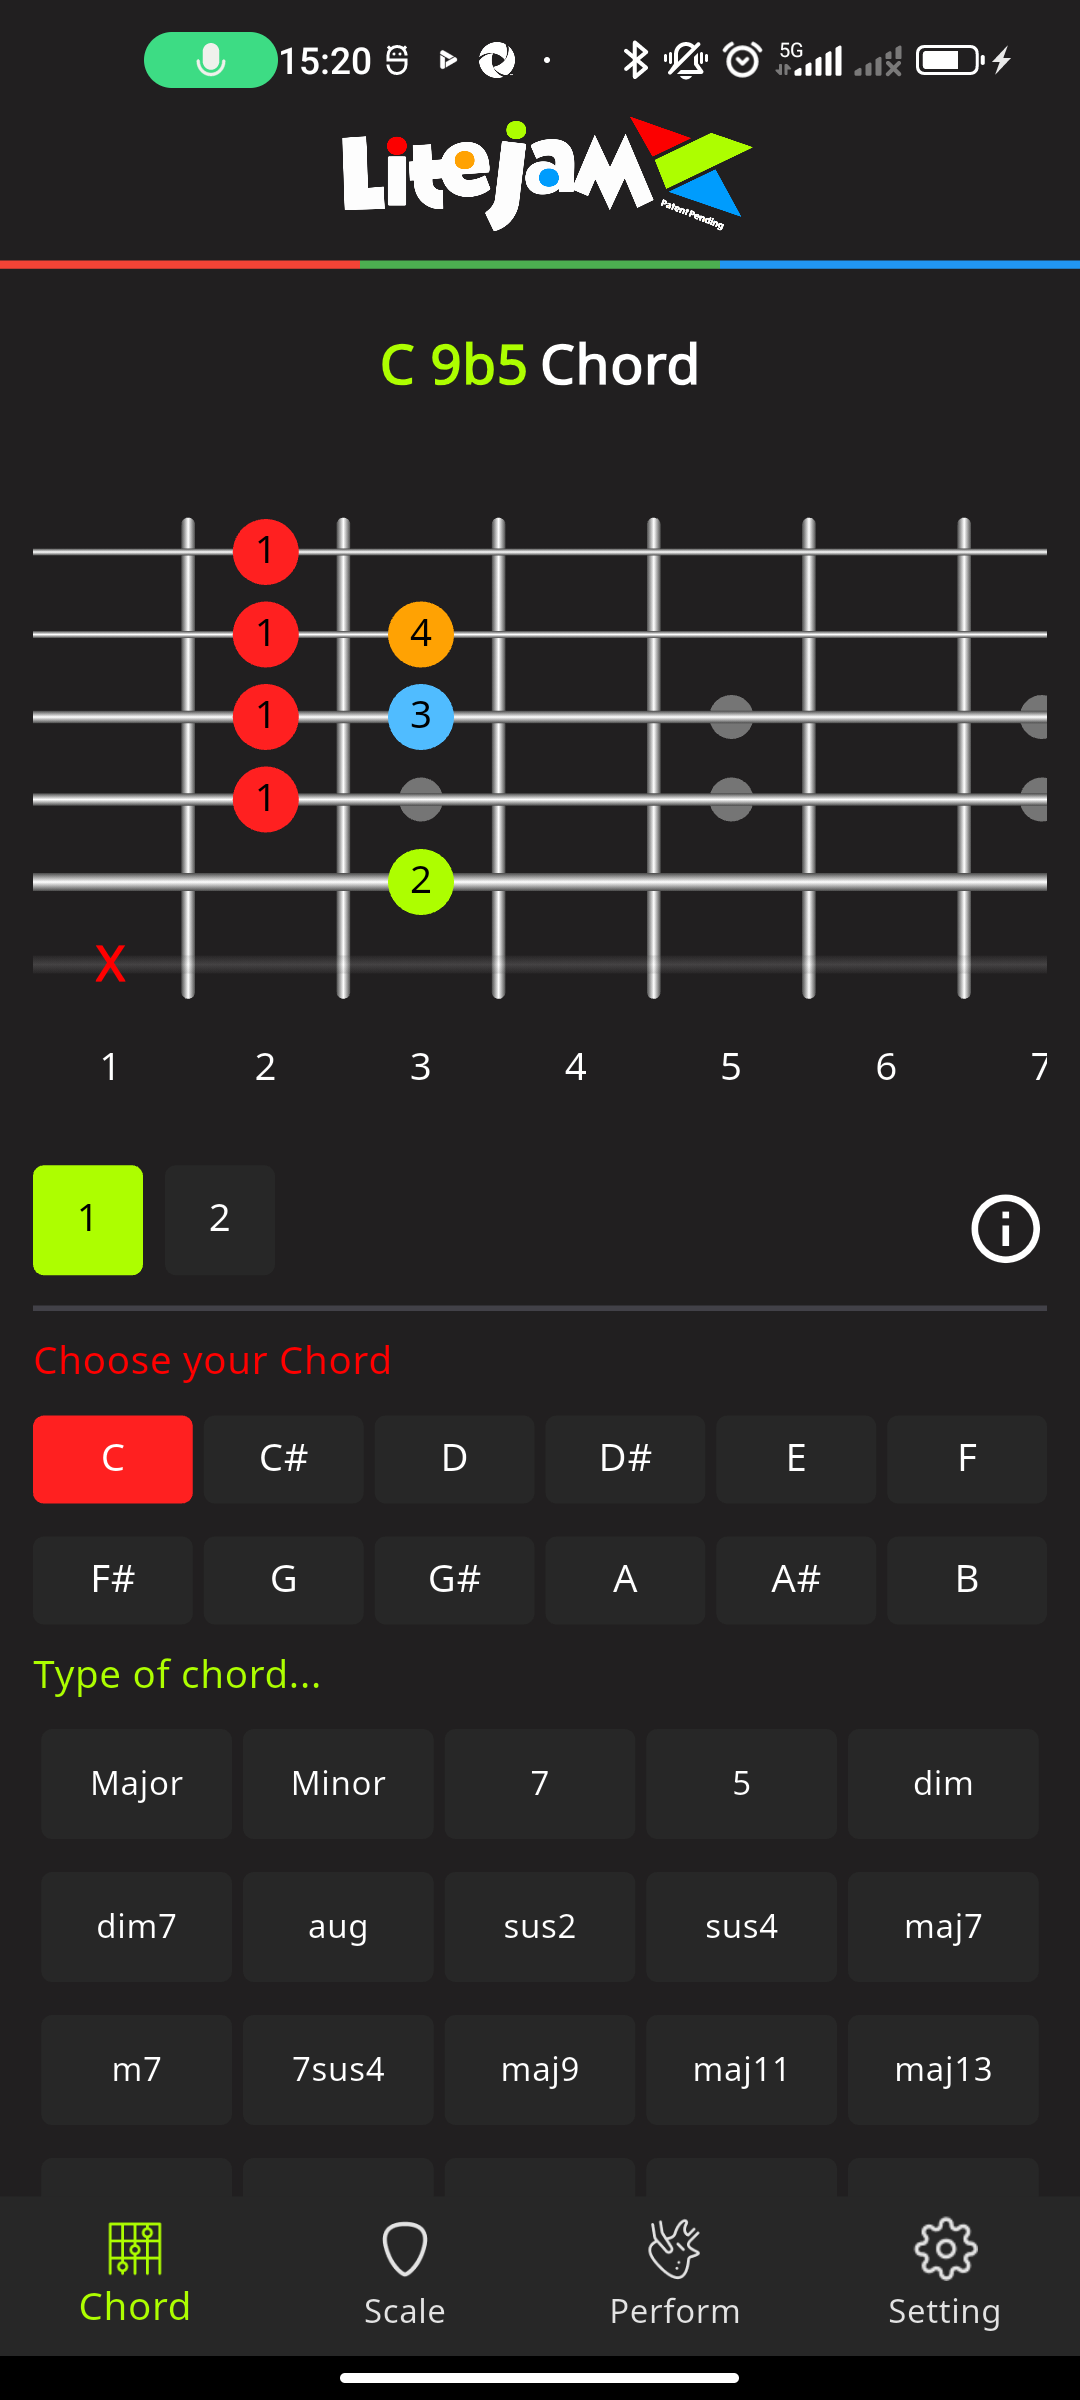 15:20
5G
Litejam
Patent Pending
C 9b5 Chord
1
1 4
1 3
1
2
X
1 2 3 4 5 6 7
1 2
Choose your Chord
C C# D D# E F
F# G G# A A# B
Type of chord...
Major Minor 7 5 dim
dim7 aug sus2 sus4 maj7
m7 7sus4 maj9 maj11 maj13
Chord Scale Perform Setting